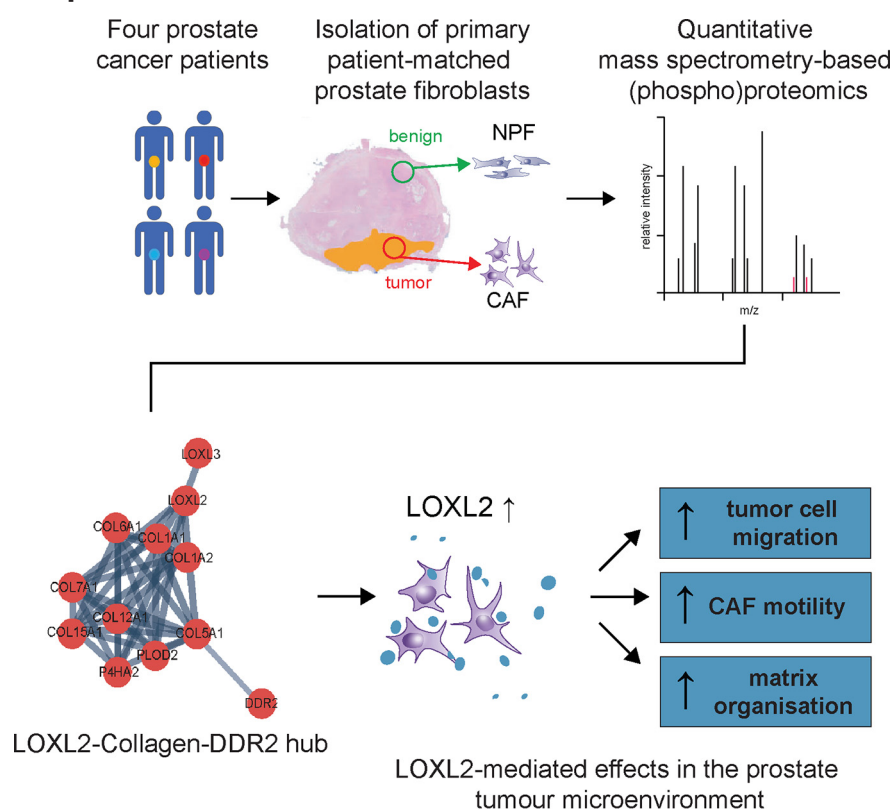 Four prostate
cancer patients
Isolation of primary
patient-matched
prostate fibroblasts
Quantitative
mass spectrometry-based
(phospho)proteomics
benign
NPF
tumor
CAF
relative intensity
m/z
LOXL3
LOXL2
COL6A1
COL1A1
COL1A2
COL7A1
COL12A1
COL15A1
COL5A1
PLOD2
P4HA2
DDR2
LOXL2-Collagen-DDR2 hub
LOXL2 ↑
↑ tumor cell
migration
↑ CAF motility
↑ matrix
organisation
LOXL2-mediated effects in the prostate
tumour microenvironment